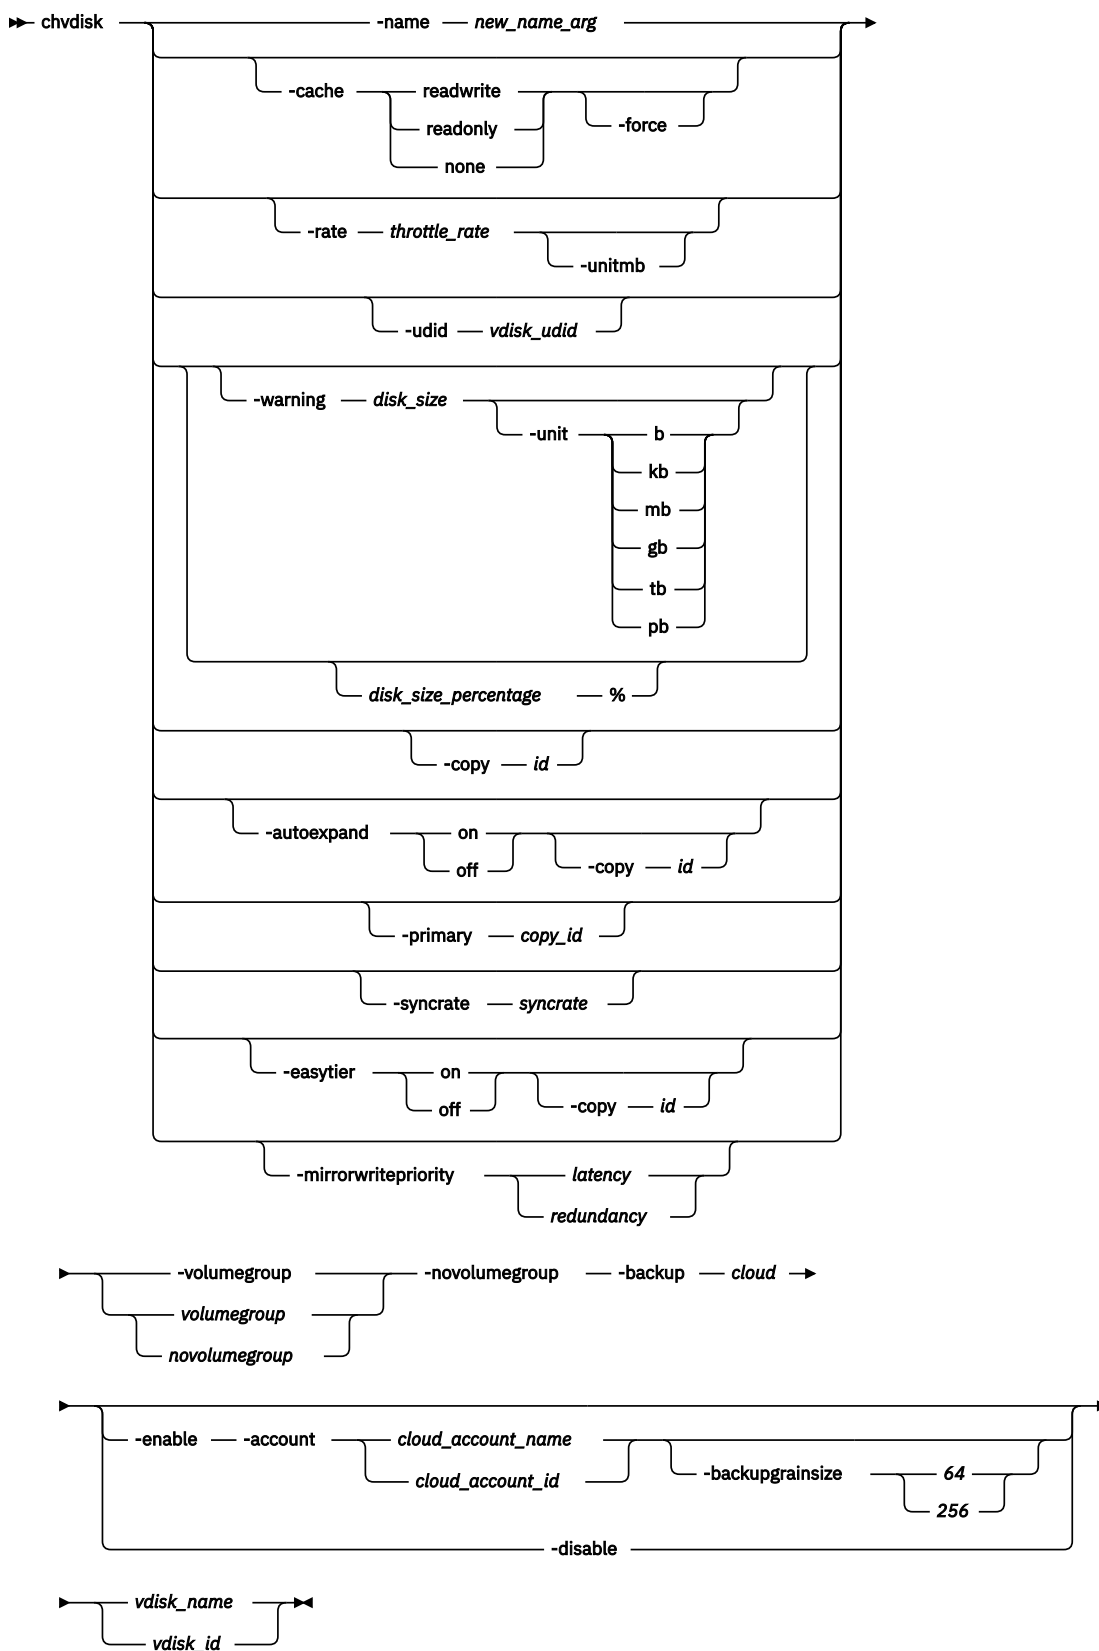 chvdisk -name new_name_arg
-cache readwrite
readonly -force
none
-rate throttle_rate
-unitmb
-udid vdisk_udid
-warning disk_size
-unit b
kb
mb
gb
tb
pb
disk_size_percentage %
-copy id
-autoexpand on
off -copy id
-primary copy_id
-syncrate syncrate
-easytier on
off -copy id
-mirrorwritepriority latency
redundancy
-volumegroup -novolumegroup -backup cloud
volumegroup
novolumegroup
-enable -account cloud_account_name
cloud_account_id -backupgrainsize 64
256
-disable
vdisk_name
vdisk_id